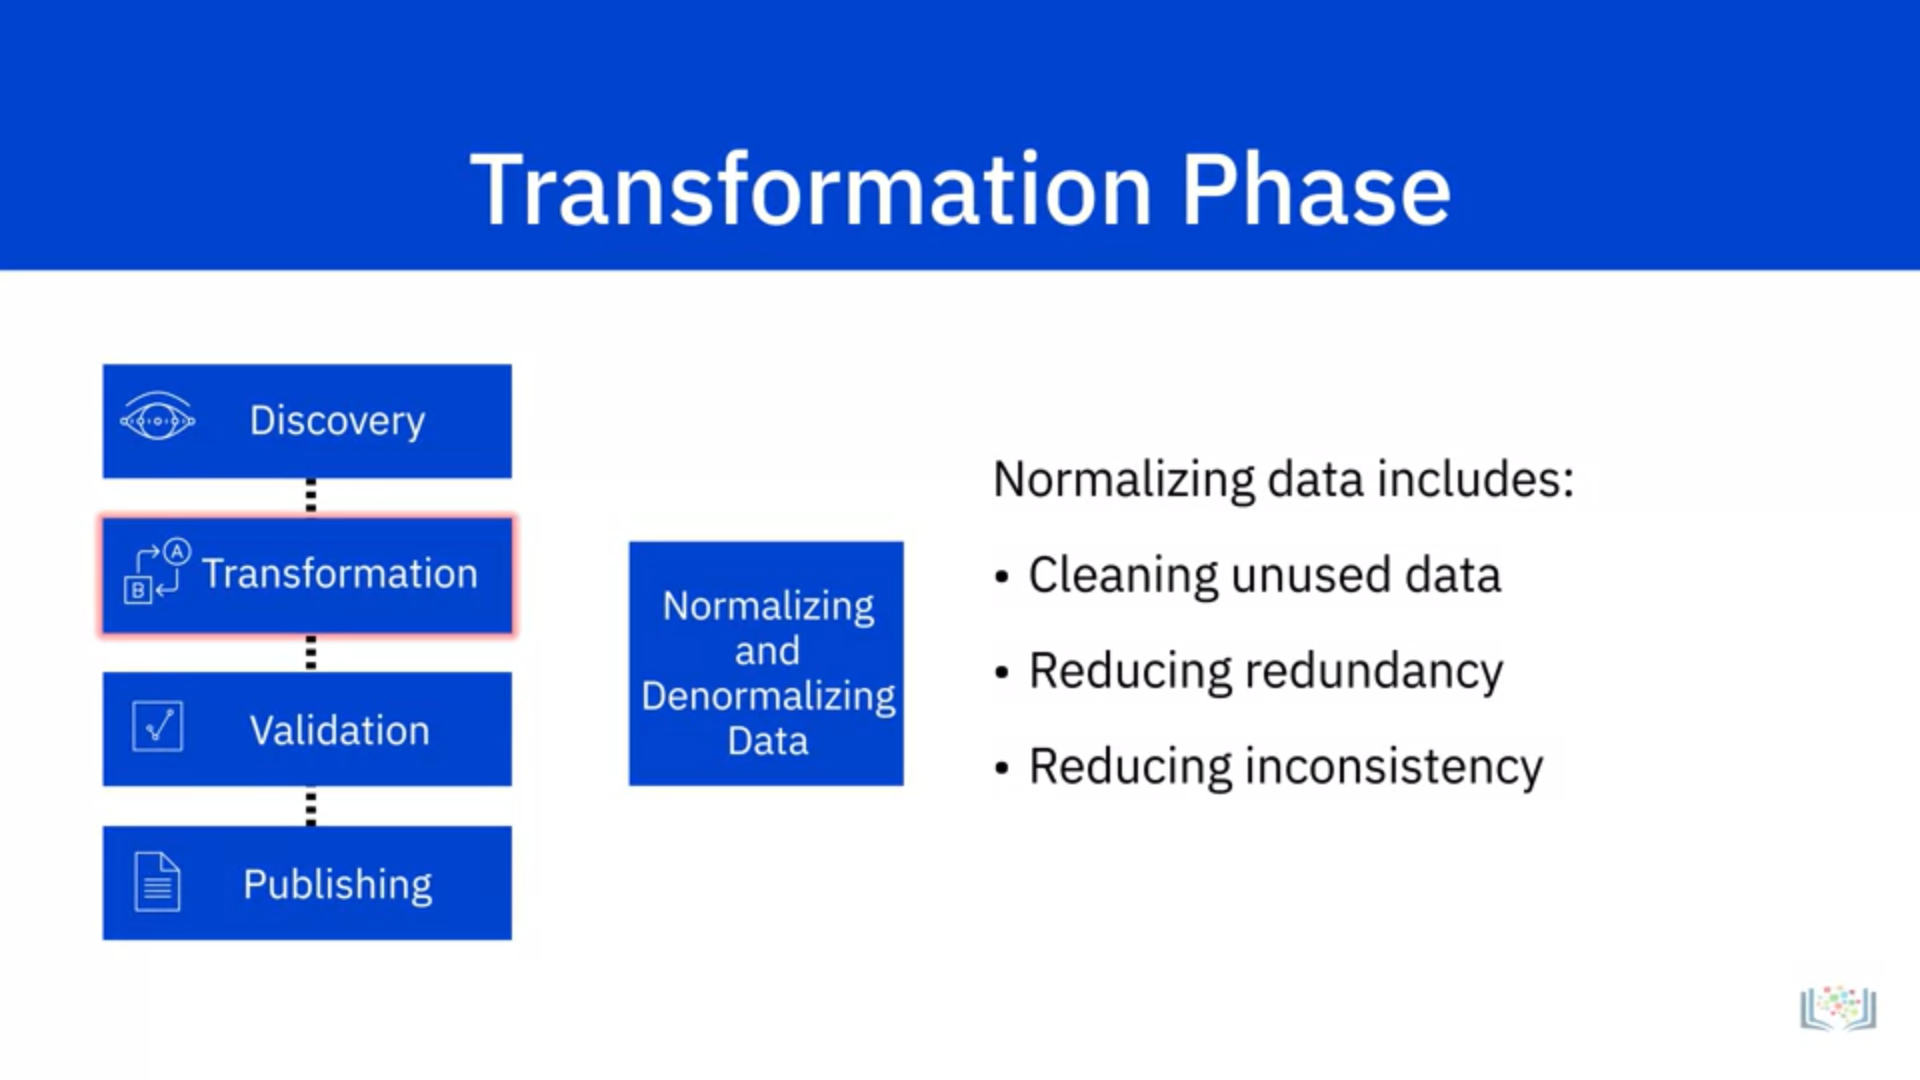 Transformation Phase
Discovery
A
B
Transformation
Validation
Publishing
Normalizing
and
Denormalizing
Data
Normalizing data includes:
• Cleaning unused data
• Reducing redundancy
• Reducing inconsistency